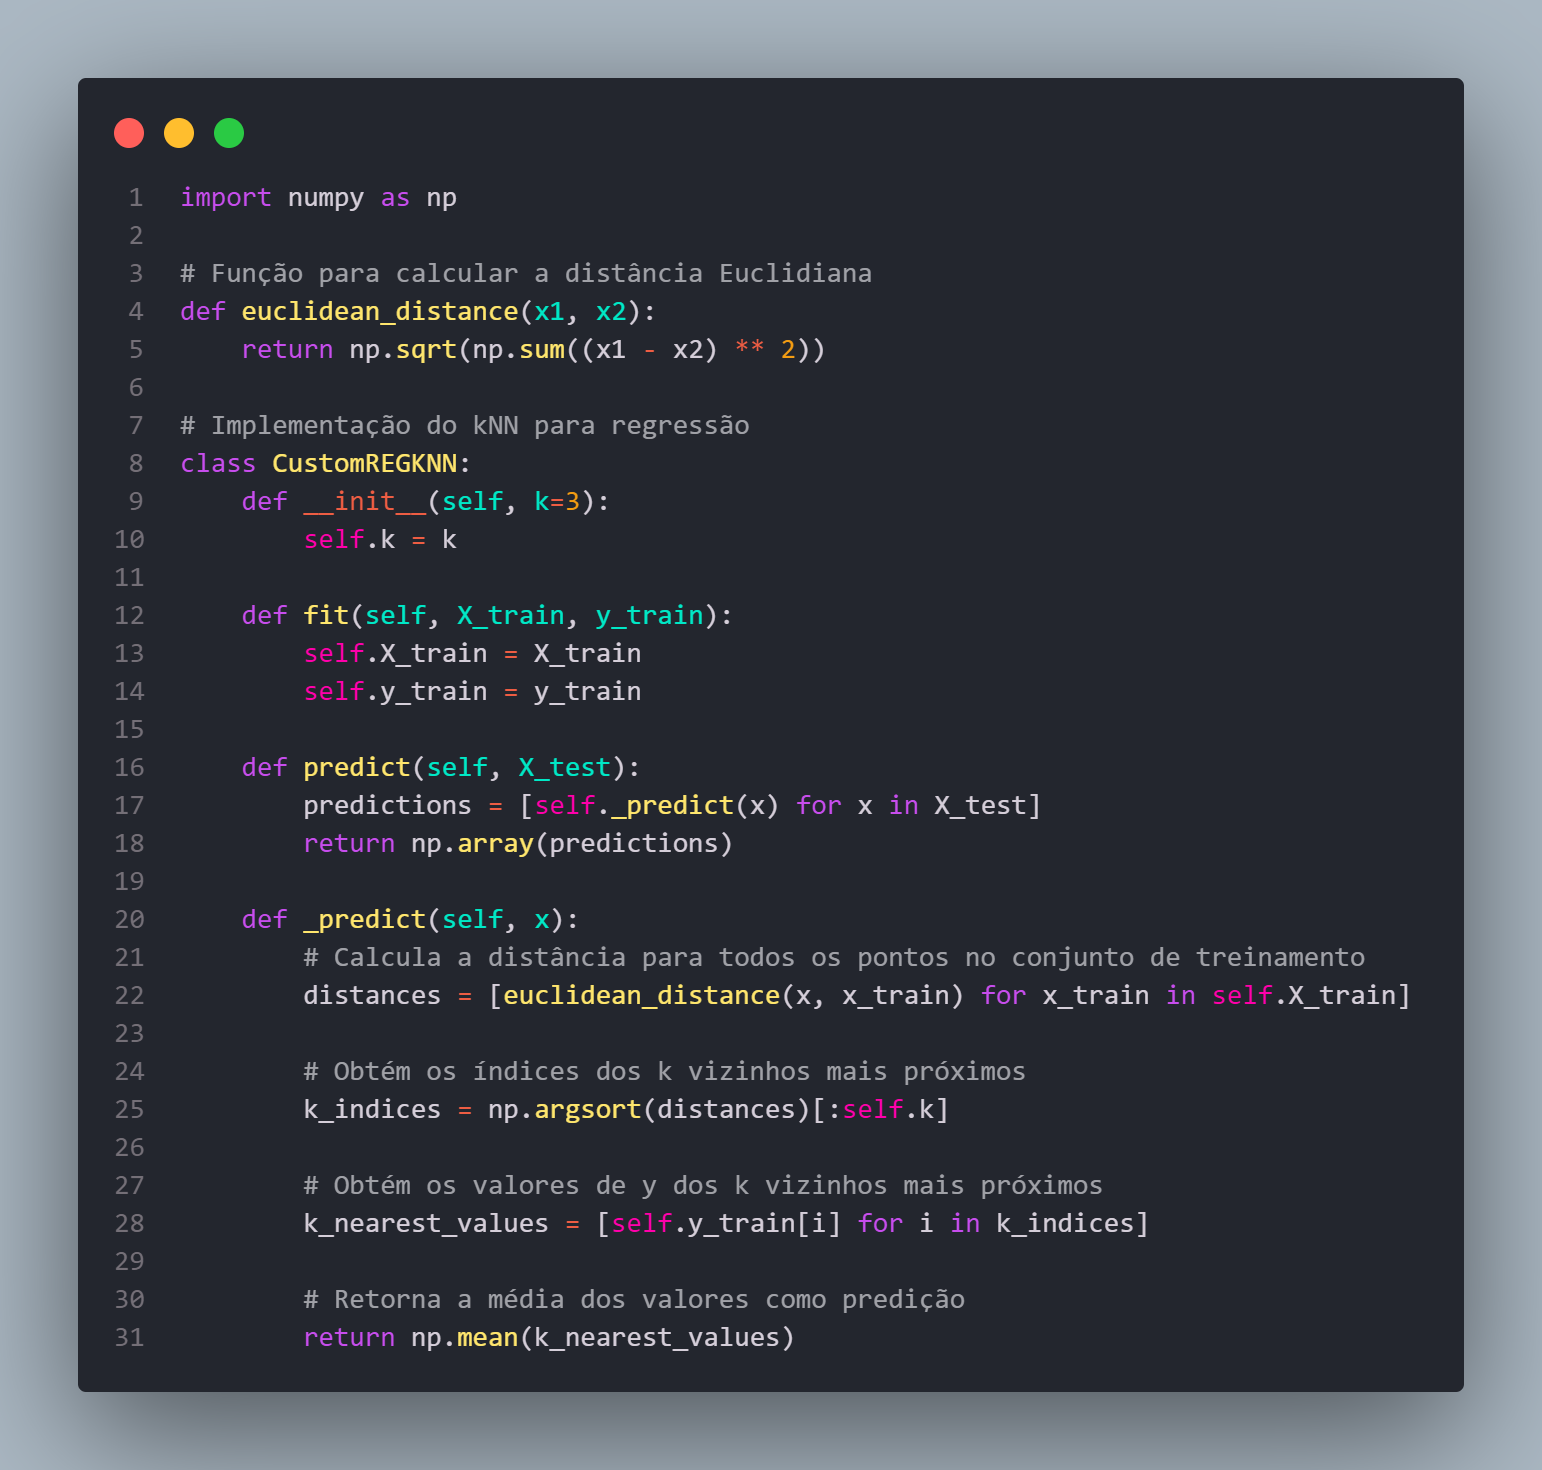 1 import numpy as np
2
3 # Função para calcular a distância Euclidiana
4 def euclidean_distance(x1, x2):
5     return np.sqrt(np.sum((x1 - x2) ** 2))
6
7 # Implementação do kNN para regressão
8 class CustomREGKNN:
9     def __init__(self, k=3):
10         self.k = k
11
12     def fit(self, X_train, y_train):
13         self.X_train = X_train
14         self.y_train = y_train
15
16     def predict(self, X_test):
17         predictions = [self._predict(x) for x in X_test]
18         return np.array(predictions)
19
20     def _predict(self, x):
21         # Calcula a distância para todos os pontos no conjunto de treinamento
22         distances = [euclidean_distance(x, x_train) for x_train in self.X_train]
23
24         # Obtém os índices dos k vizinhos mais próximos
25         k_indices = np.argsort(distances)[:self.k]
26
27         # Obtém os valores de y dos k vizinhos mais próximos
28         k_nearest_values = [self.y_train[i] for i in k_indices]
29
30         # Retorna a média dos valores como predição
31         return np.mean(k_nearest_values)